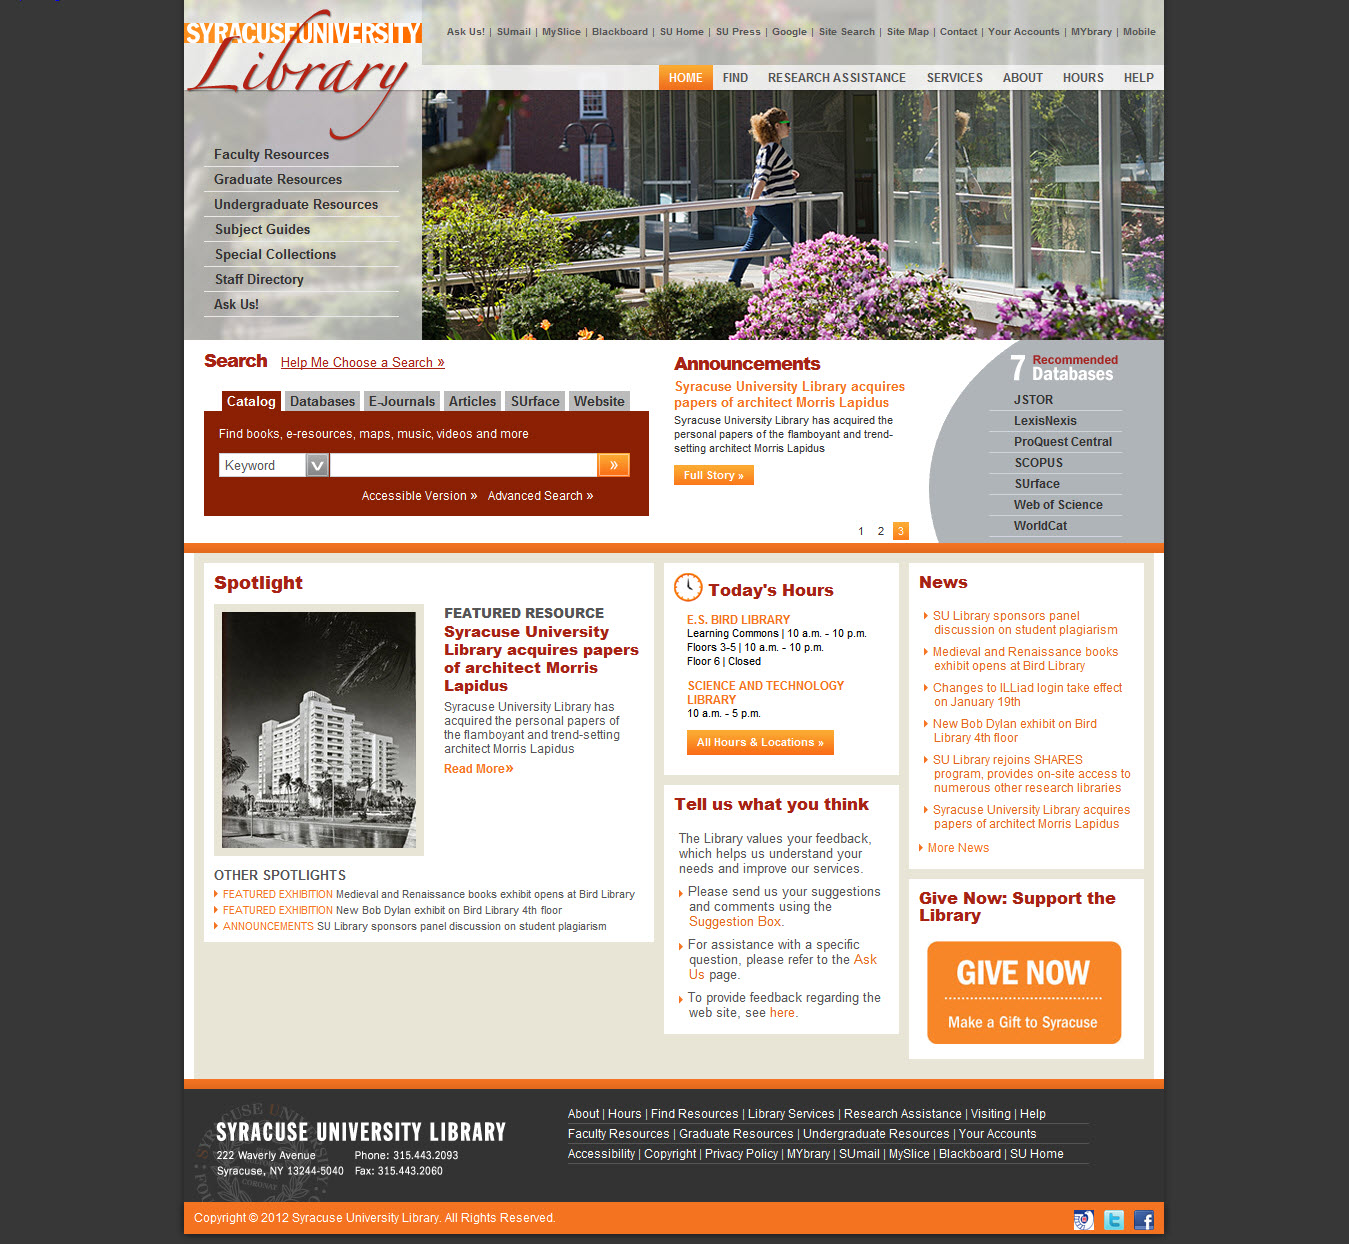 SYRACUSE UNIVERSITY
Library
Ask Us! | SUmail | MySlice | Blackboard | SU Home | SU Press | Google | Site Search | Site Map | Contact | Your Accounts | MYbrary | Mobile
HOME FIND RESEARCH ASSISTANCE SERVICES ABOUT HOURS HELP
Faculty Resources
Graduate Resources
Undergraduate Resources
Subject Guides
Special Collections
Staff Directory
Ask Us!
Search Help Me Choose a Search »
Catalog Databases E-Journals Articles SUrface Website
Find books, e-resources, maps, music, videos and more
Keyword »
Accessible Version » Advanced Search »
Announcements
Syracuse University Library acquires
papers of architect Morris Lapidus
Syracuse University Library has acquired the
personal papers of the flamboyant and trend-
setting architect Morris Lapidus
Full Story »
1 2 3
7 Recommended
Databases
JSTOR
LexisNexis
ProQuest Central
SCOPUS
SUrface
Web of Science
WorldCat
Spotlight
FEATURED RESOURCE
Syracuse University
Library acquires papers
of architect Morris
Lapidus
Syracuse University Library has
acquired the personal papers of
the flamboyant and trend-setting
architect Morris Lapidus
Read More»
OTHER SPOTLIGHTS
FEATURED EXHIBITION Medieval and Renaissance books exhibit opens at Bird Library
FEATURED EXHIBITION New Bob Dylan exhibit on Bird Library 4th floor
ANNOUNCEMENTS SU Library sponsors panel discussion on student plagiarism
Today's Hours
E.S. BIRD LIBRARY
Learning Commons | 10 a.m. - 10 p.m.
Floors 3-5 | 10 a.m. - 10 p.m.
Floor 6 | Closed
SCIENCE AND TECHNOLOGY
LIBRARY
10 a.m. - 5 p.m.
All Hours & Locations »
Tell us what you think
The Library values your feedback,
which helps us understand your
needs and improve our services.
Please send us your suggestions
and comments using the
Suggestion Box.
For assistance with a specific
question, please refer to the Ask
Us page.
To provide feedback regarding the
web site, see here.
News
SU Library sponsors panel
discussion on student plagiarism
Medieval and Renaissance books
exhibit opens at Bird Library
Changes to ILLiad login take effect
on January 19th
New Bob Dylan exhibit on Bird
Library 4th floor
SU Library rejoins SHARES
program, provides on-site access to
numerous other research libraries
Syracuse University Library acquires
papers of architect Morris Lapidus
More News
Give Now: Support the
Library
GIVE NOW
Make a Gift to Syracuse
SYRACUSE UNIVERSITY LIBRARY
222 Waverly Avenue Phone: 315.443.2093
Syracuse, NY 13244-5040 Fax: 315.443.2060
About | Hours | Find Resources | Library Services | Research Assistance | Visiting | Help
Faculty Resources | Graduate Resources | Undergraduate Resources | Your Accounts
Accessibility | Copyright | Privacy Policy | MYbrary | SUmail | MySlice | Blackboard | SU Home
Copyright © 2012 Syracuse University Library. All Rights Reserved.